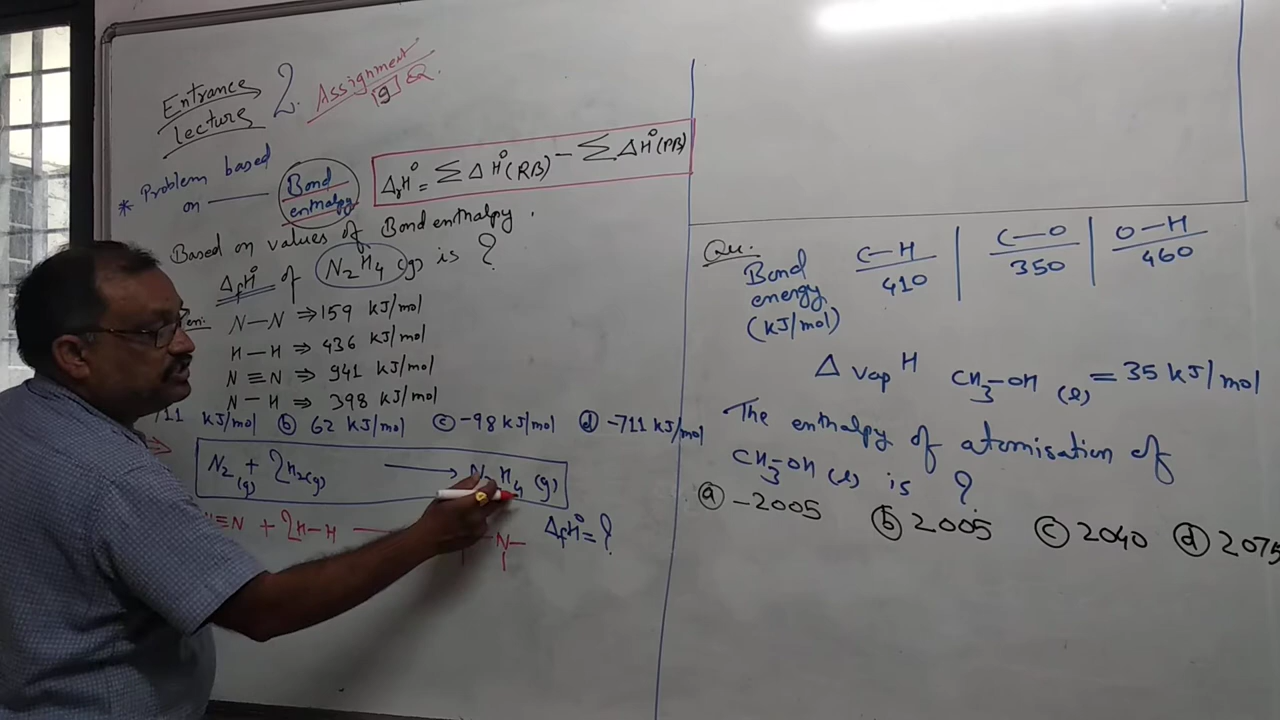 Entrance
Lecture 2.
Assignment
9 Q.
* Problem based
on — Bond
enthalpy
ΔrH° = ∑ΔH°(RB) - ∑ΔH°(PB)
Based on values of Bond enthalpy.
ΔfH° of N2H4 (g) is ?
N—N ⇒ 159 kJ/mol
H—H ⇒ 436 kJ/mol
N≡N ⇒ 941 kJ/mol
N—H ⇒ 398 kJ/mol
711 kJ/mol (b) 62 kJ/mol (c) -98 kJ/mol (d) -711 kJ/mol
N2(g) + 2H2(g) → N2H4 (g)
≡N + 2H-H — N—
ΔfH° = ?
Qu.
Bond energy (kJ/mol)
C—H | C—O | O—H
410 | 350 | 460
Δvap H CH3-OH (l) = 35 kJ/mol
The enthalpy of atomisation of
CH3-OH (l) is ?
(a) -2005 (b) 2005 (c) 2040 (d) 2075